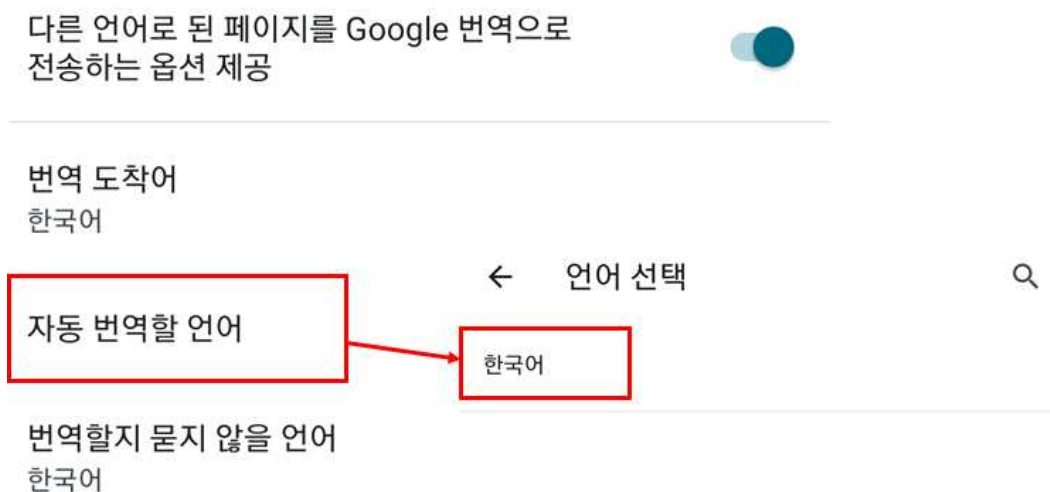 다른 언어로 된 페이지를 Google 번역으로
전송하는 옵션 제공
번역 도착어
한국어
언어 선택
자동 번역할 언어
한국어
번역할지 묻지 않을 언어
한국어